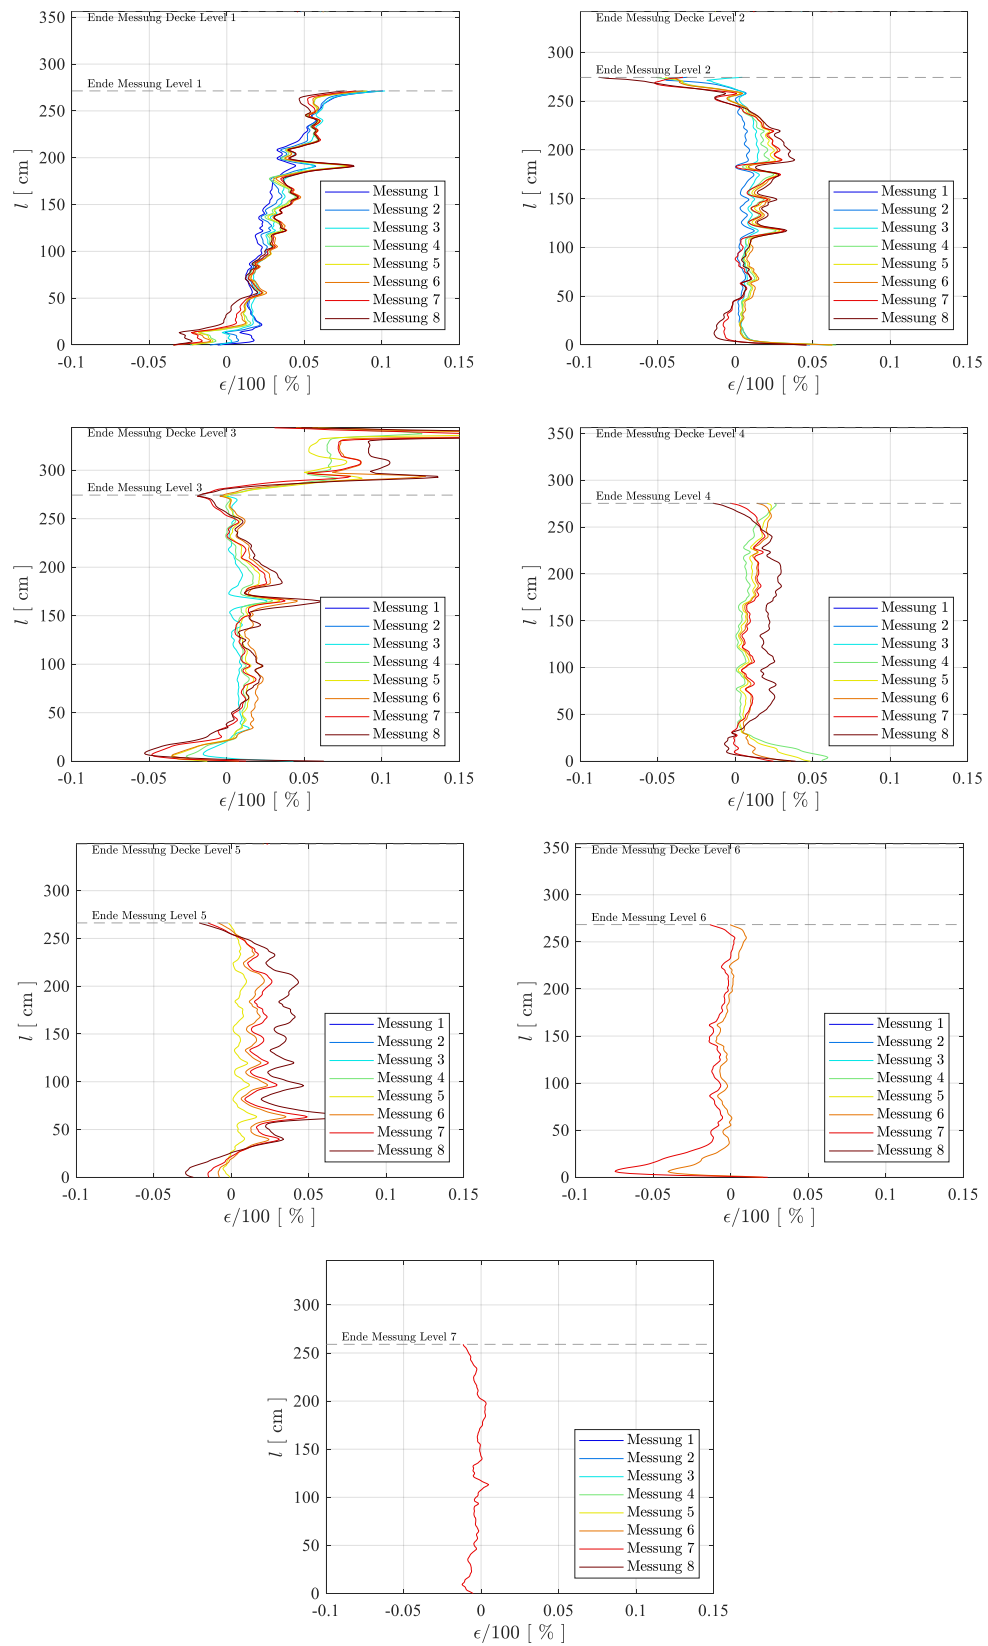 Ende Messung Decke Level 1
350
300
Ende Messung Level 1
250
200
150
100
50
0
l [ cm ]
Messung 1
Messung 2
Messung 3
Messung 4
Messung 5
Messung 6
Messung 7
Messung 8
-0.1 -0.05 0 0.05 0.1 0.15
ϵ/100 [ % ]
Ende Messung Decke Level 2
300
Ende Messung Level 2
250
200
150
100
50
0
l [ cm ]
Messung 1
Messung 2
Messung 3
Messung 4
Messung 5
Messung 6
Messung 7
Messung 8
-0.1 -0.05 0 0.05 0.1 0.15
ϵ/100 [ % ]
Ende Messung Decke Level 3
300
Ende Messung Level 3
250
200
150
100
50
0
l [ cm ]
Messung 1
Messung 2
Messung 3
Messung 4
Messung 5
Messung 6
Messung 7
Messung 8
-0.1 -0.05 0 0.05 0.1 0.15
ϵ/100 [ % ]
Ende Messung Decke Level 4
350
300
Ende Messung Level 4
250
200
150
100
50
0
l [ cm ]
Messung 1
Messung 2
Messung 3
Messung 4
Messung 5
Messung 6
Messung 7
Messung 8
-0.1 -0.05 0 0.05 0.1 0.15
ϵ/100 [ % ]
Ende Messung Decke Level 5
300
Ende Messung Level 5
250
200
150
100
50
0
l [ cm ]
Messung 1
Messung 2
Messung 3
Messung 4
Messung 5
Messung 6
Messung 7
Messung 8
-0.1 -0.05 0 0.05 0.1 0.15
ϵ/100 [ % ]
Ende Messung Decke Level 6
350
300
Ende Messung Level 6
250
200
150
100
50
0
l [ cm ]
Messung 1
Messung 2
Messung 3
Messung 4
Messung 5
Messung 6
Messung 7
Messung 8
-0.1 -0.05 0 0.05 0.1 0.15
ϵ/100 [ % ]
300
Ende Messung Level 7
250
200
150
100
50
0
l [ cm ]
Messung 1
Messung 2
Messung 3
Messung 4
Messung 5
Messung 6
Messung 7
Messung 8
-0.1 -0.05 0 0.05 0.1 0.15
ϵ/100 [ % ]